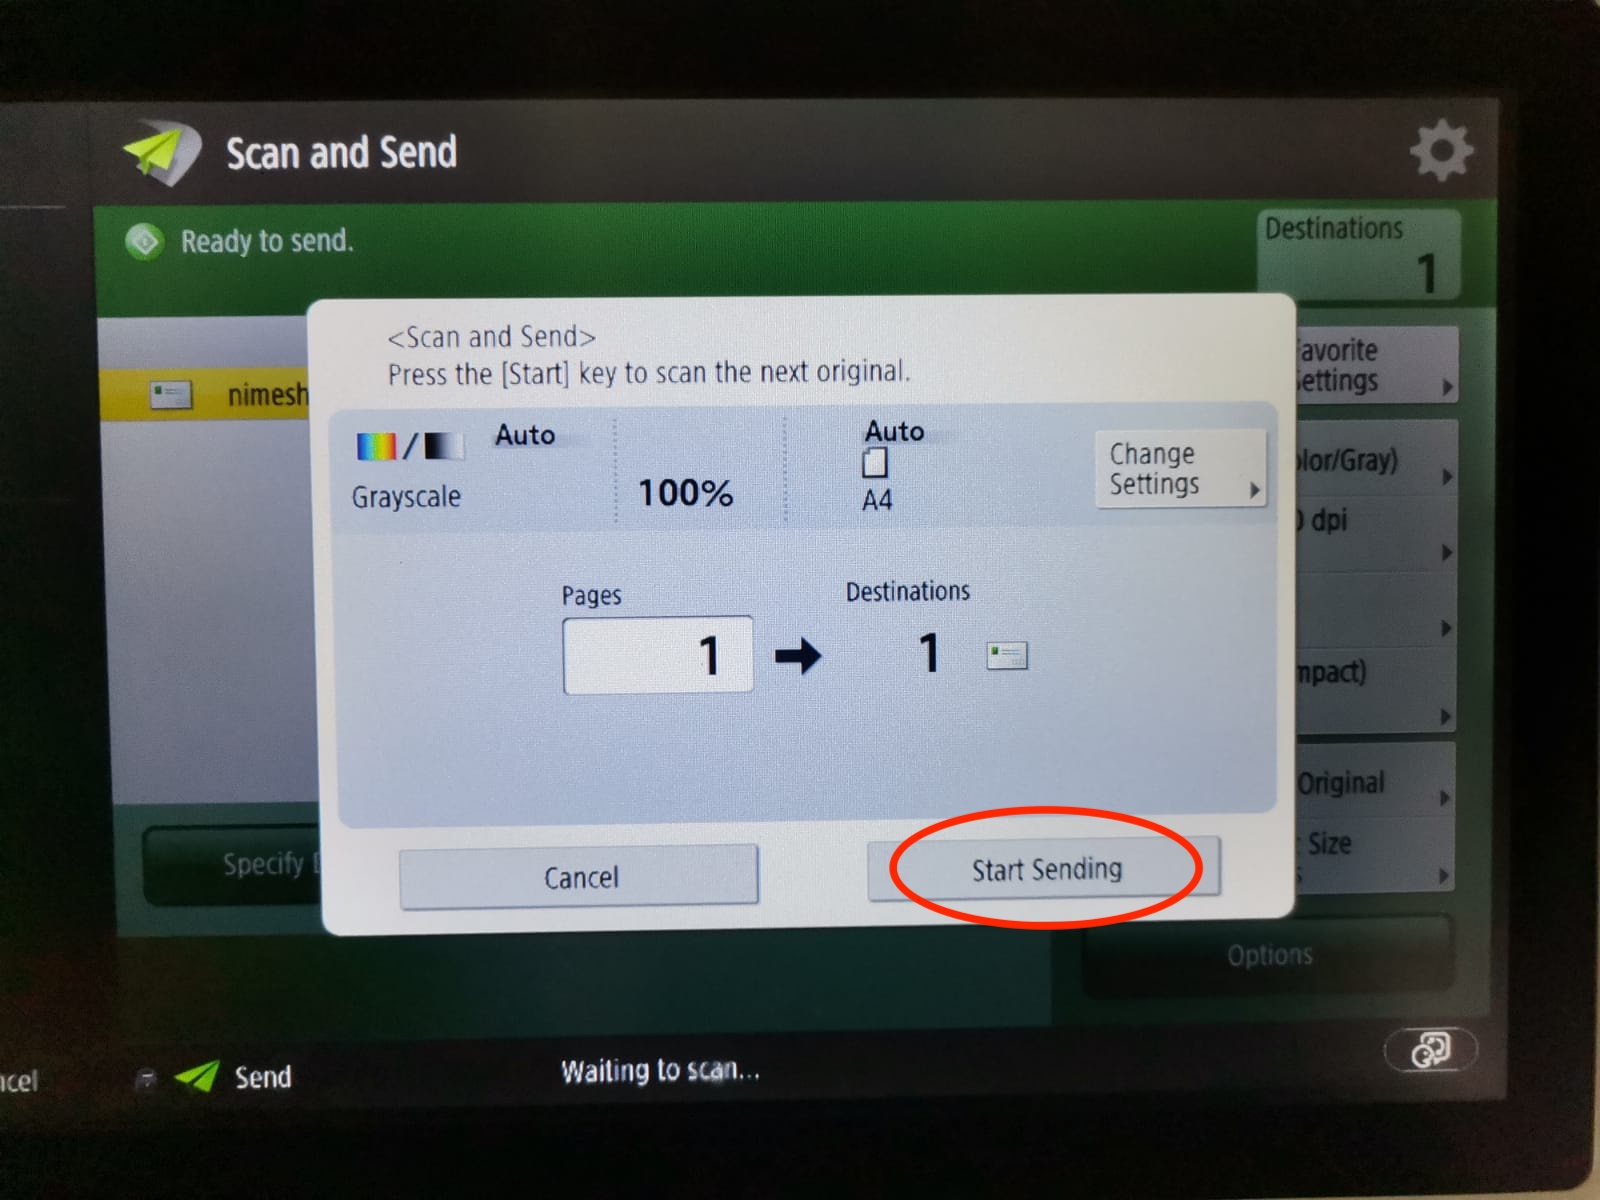 Scan and Send
Ready to send.
Destinations
1
nimesh
<Scan and Send>
Press the [Start] key to scan the next original.
Auto
Grayscale
100%
Auto
A4
Change
Settings
Pages
1
Destinations
1
Cancel
Start Sending
avorite
ettings
lor/Gray)
dpi
mpact)
Original
Size
Specify
Options
ncel
Send
Waiting to scan...